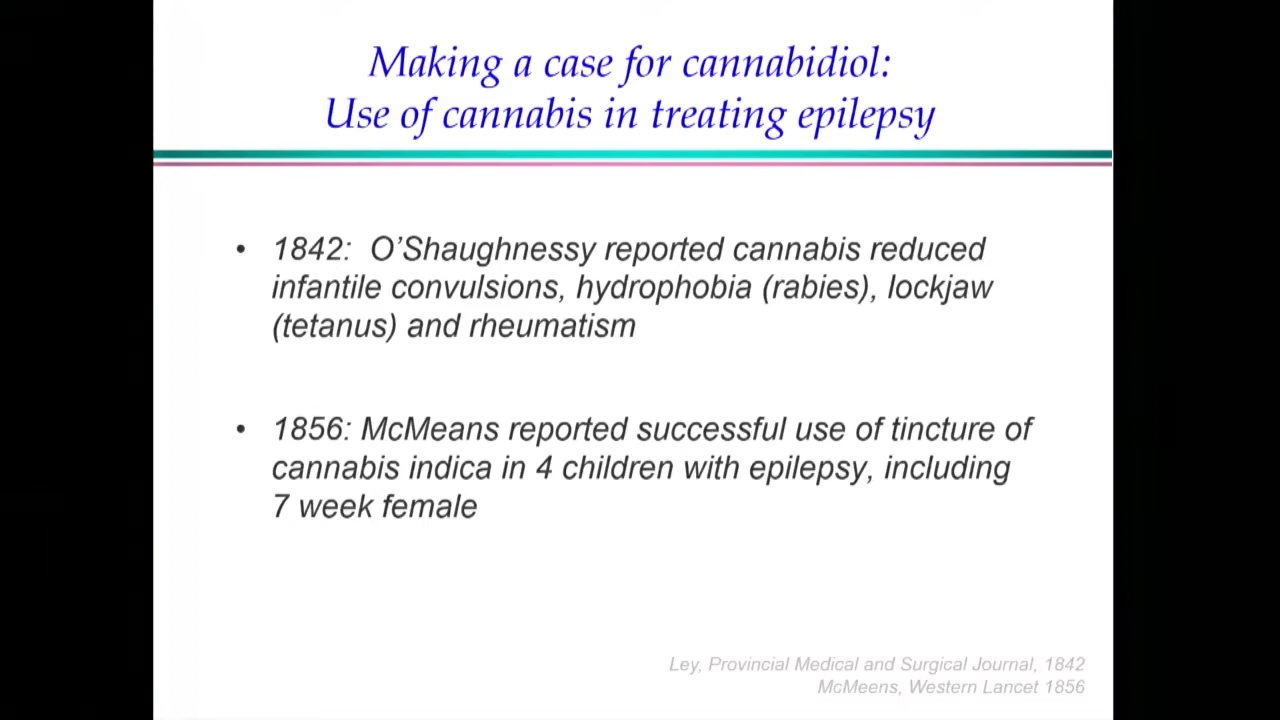 Making a case for cannabidiol:
Use of cannabis in treating epilepsy
• 1842:  O’Shaughnessy reported cannabis reduced
infantile convulsions, hydrophobia (rabies), lockjaw
(tetanus) and rheumatism
• 1856: McMeans reported successful use of tincture of
cannabis indica in 4 children with epilepsy, including
7 week female
Ley, Provincial Medical and Surgical Journal, 1842
McMeens, Western Lancet 1856